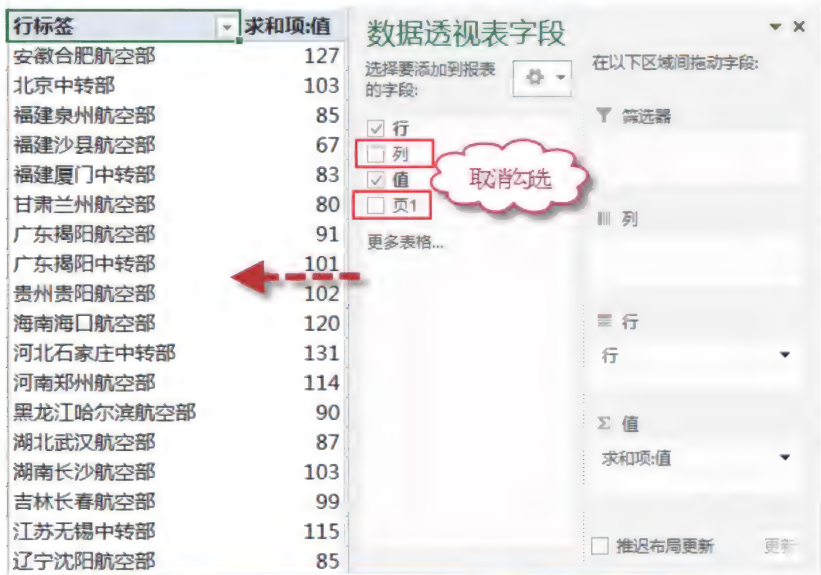 行标签 求和项:值
安徽合肥航空部 127
北京中转部 103
福建泉州航空部 85
福建沙县航空部 67
福建厦门中转部 83
甘肃兰州航空部 80
广东揭阳航空部 91
广东揭阳中转部 101
贵州贵阳航空部 102
海南海口航空部 120
河北石家庄中转部 131
河南郑州航空部 114
黑龙江哈尔滨航空部 90
湖北武汉航空部 87
湖南长沙航空部 103
吉林长春航空部 99
江苏无锡中转部 115
辽宁沈阳航空部 85
数据透视表字段
选择要添加到报表
的字段:
行
列
值
页1
更多表格...
取消勾选
在以下区域间拖动字段:
筛选器
列
行
行
Σ 值
求和项:值
推迟布局更新 更新